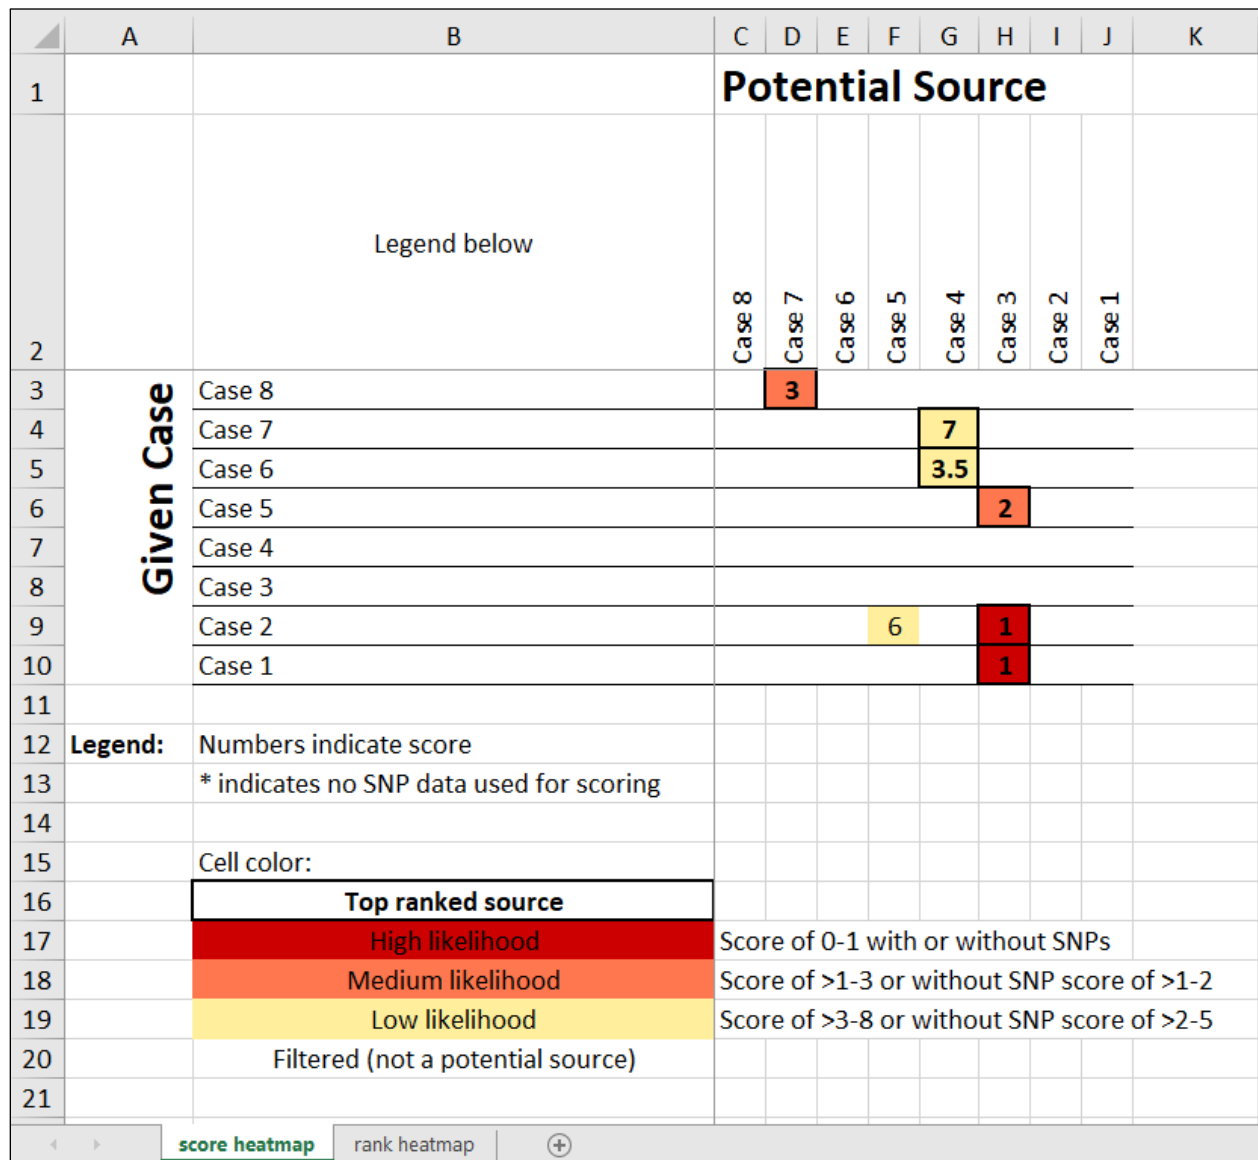 A B C D E F G H I J K
1 Potential Source
2 Legend below Case 8 Case 7 Case 6 Case 5 Case 4 Case 3 Case 2 Case 1
Given Case
3 Case 8 3
4 Case 7 7
5 Case 6 3.5
6 Case 5 2
7 Case 4
8 Case 3
9 Case 2 6 1
10 Case 1 1
11
12 Legend: Numbers indicate score
13 * indicates no SNP data used for scoring
14
15 Cell color:
16 Top ranked source
17 High likelihood Score of 0-1 with or without SNPs
18 Medium likelihood Score of >1-3 or without SNP score of >1-2
19 Low likelihood Score of >3-8 or without SNP score of >2-5
20 Filtered (not a potential source)
21
score heatmap rank heatmap